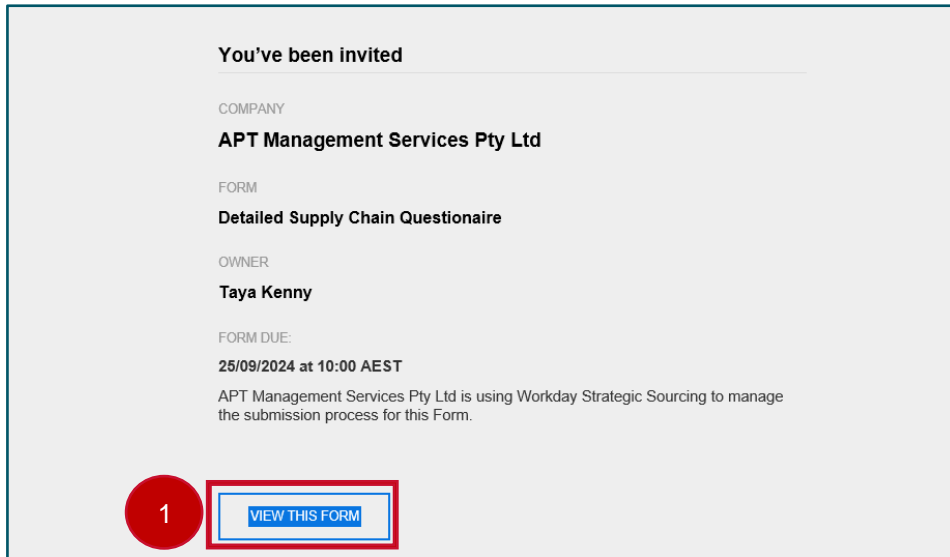 You've been invited
COMPANY
APT Management Services Pty Ltd
FORM
Detailed Supply Chain Questionaire
OWNER
Taya Kenny
FORM DUE:
25/09/2024 at 10:00 AEST
APT Management Services Pty Ltd is using Workday Strategic Sourcing to manage
the submission process for this Form.
1
VIEW THIS FORM